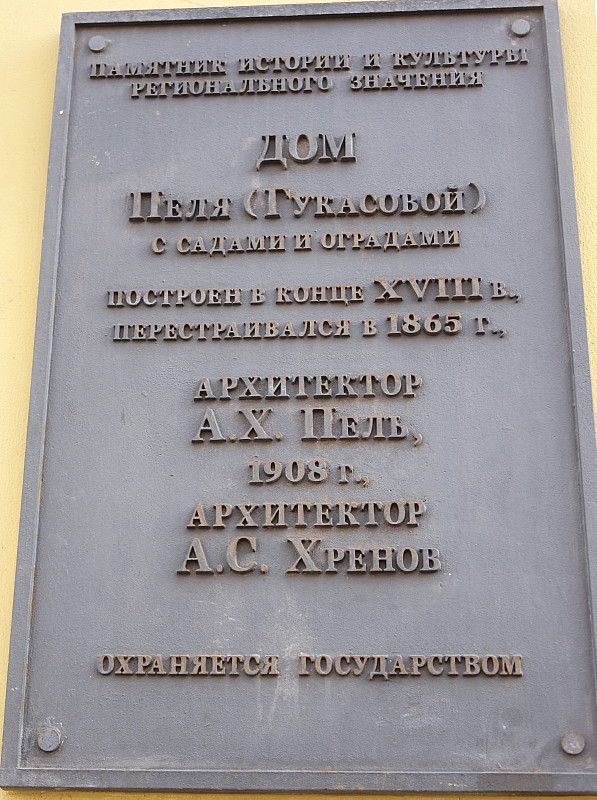 ПАМЯТНИК ИСТОРИИ И КУЛЬТУРЫ
РЕГИОНАЛЬНОГО ЗНАЧЕНИЯ
ДОМ
ПЕЛЯ (ГУКАСОВОЙ)
С САДАМИ И ОГРАДАМИ
ПОСТРОЕН В КОНЦЕ XVIII В.,
ПЕРЕСТРАИВАЛСЯ В 1865 Г.,
АРХИТЕКТОР
А.Х. ПЕЛЬ,
1908 Г.,
АРХИТЕКТОР
А.С. ХРЕНОВ
ОХРАНЯЕТСЯ ГОСУДАРСТВОМ